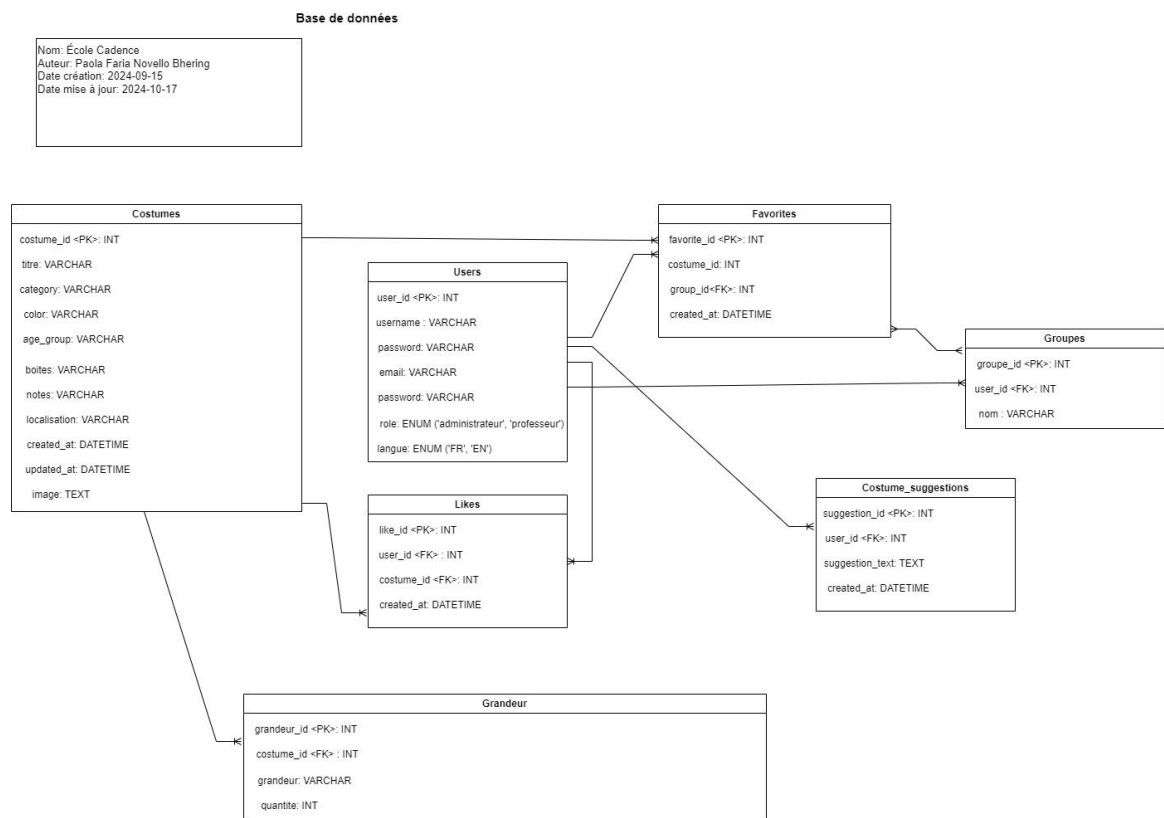 Base de données
Nom: École Cadence
Auteur: Paola Faria Novello Bhering
Date création: 2024-09-15
Date mise à jour: 2024-10-17
Costumes
costume_id <PK>: INT
titre: VARCHAR
category: VARCHAR
color: VARCHAR
age_group: VARCHAR
boites: VARCHAR
notes: VARCHAR
localisation: VARCHAR
created_at: DATETIME
updated_at: DATETIME
image: TEXT
Users
user_id <PK>: INT
username : VARCHAR
password: VARCHAR
email: VARCHAR
password: VARCHAR
role: ENUM ('administrateur', 'professeur')
langue: ENUM ('FR', 'EN')
Favorites
favorite_id <PK>: INT
costume_id: INT
group_id<FK>: INT
created_at: DATETIME
Groupes
groupe_id <PK>: INT
user_id <FK>: INT
nom : VARCHAR
Likes
like_id <PK>: INT
user_id <FK> : INT
costume_id <FK>: INT
created_at: DATETIME
Costume_suggestions
suggestion_id <PK>: INT
user_id <FK>: INT
suggestion_text: TEXT
created_at: DATETIME
Grandeur
grandeur_id <PK>: INT
costume_id <FK> : INT
grandeur: VARCHAR
quantite: INT